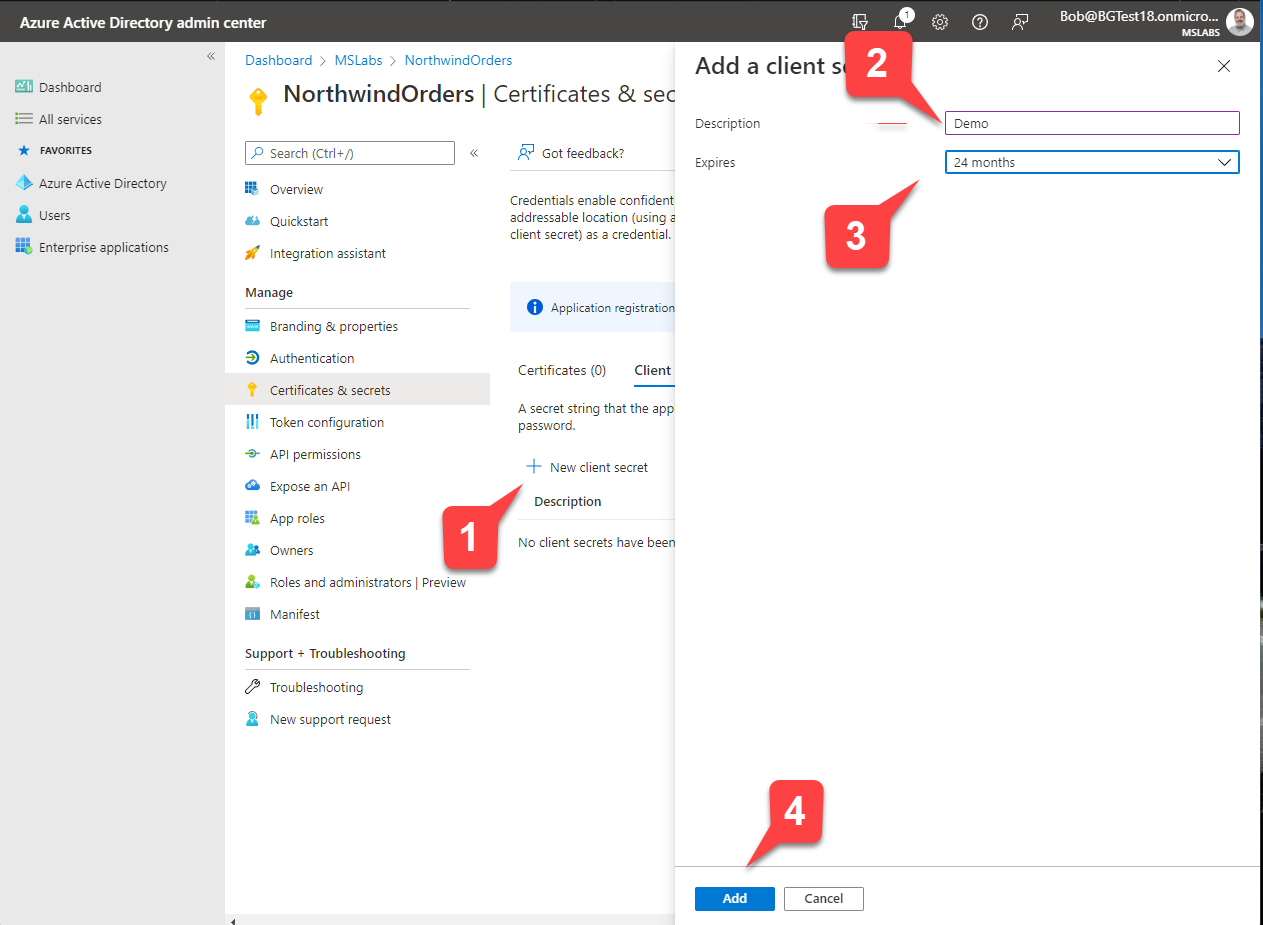 Azure Active Directory admin center
1
Bob@BGTest18.onmicro...
MSLABS
«
Dashboard
All services
FAVORITES
Azure Active Directory
Users
Enterprise applications
Dashboard > MSLabs > NorthwindOrders
NorthwindOrders | Certificates & sec
Search (Ctrl+/)
«
Overview
Quickstart
Integration assistant
Manage
Branding & properties
Authentication
Certificates & secrets
Token configuration
API permissions
Expose an API
App roles
Owners
Roles and administrators | Preview
Manifest
Support + Troubleshooting
Troubleshooting
New support request
Got feedback?
Credentials enable confident
addressable location (using a
client secret) as a credential.
Application registration
Certificates (0) Client
A secret string that the app
password.
New client secret
1
Description
No client secrets have been
Add a client se
2
Description Demo
Expires 24 months
3
4
Add Cancel